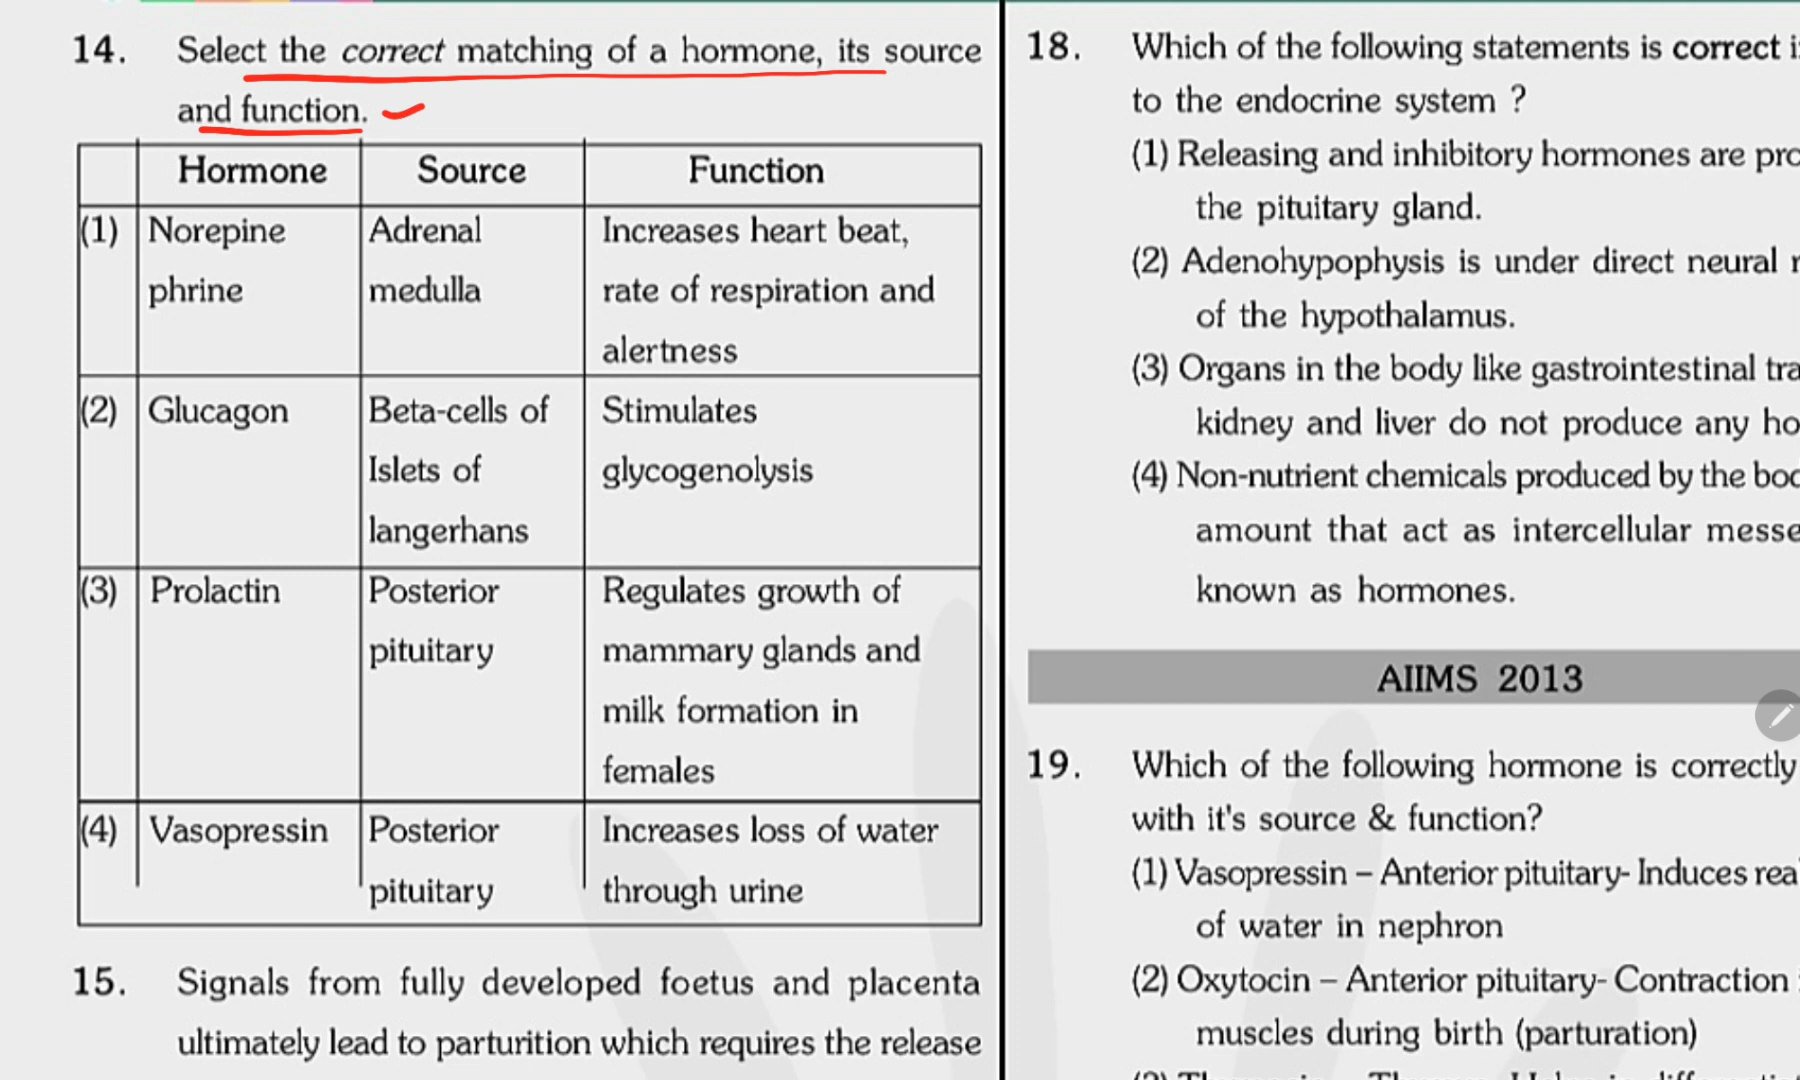 14. Select the correct matching of a hormone, its source
and function.
Hormone Source Function
(1) Norepine Adrenal Increases heart beat,
phrine medulla rate of respiration and
alertness
(2) Glucagon Beta-cells of Stimulates
Islets of glycogenolysis
langerhans
(3) Prolactin Posterior Regulates growth of
pituitary mammary glands and
milk formation in
females
(4) Vasopressin Posterior Increases loss of water
pituitary through urine
15. Signals from fully developed foetus and placenta
ultimately lead to parturition which requires the release
18. Which of the following statements is correct
to the endocrine system ?
(1) Releasing and inhibitory hormones are
the pituitary gland.
(2) Adenohypophysis is under direct neural
of the hypothalamus.
(3) Organs in the body like gastrointestinal
kidney and liver do not produce any
(4) Non-nutrient chemicals produced by the
amount that act as intercellular
known as hormones.
AIIMS 2013
19. Which of the following hormone is correctly
with it's source & function?
(1) Vasopressin – Anterior pituitary- Induces
of water in nephron
(2) Oxytocin – Anterior pituitary- Contraction
muscles during birth (parturation)